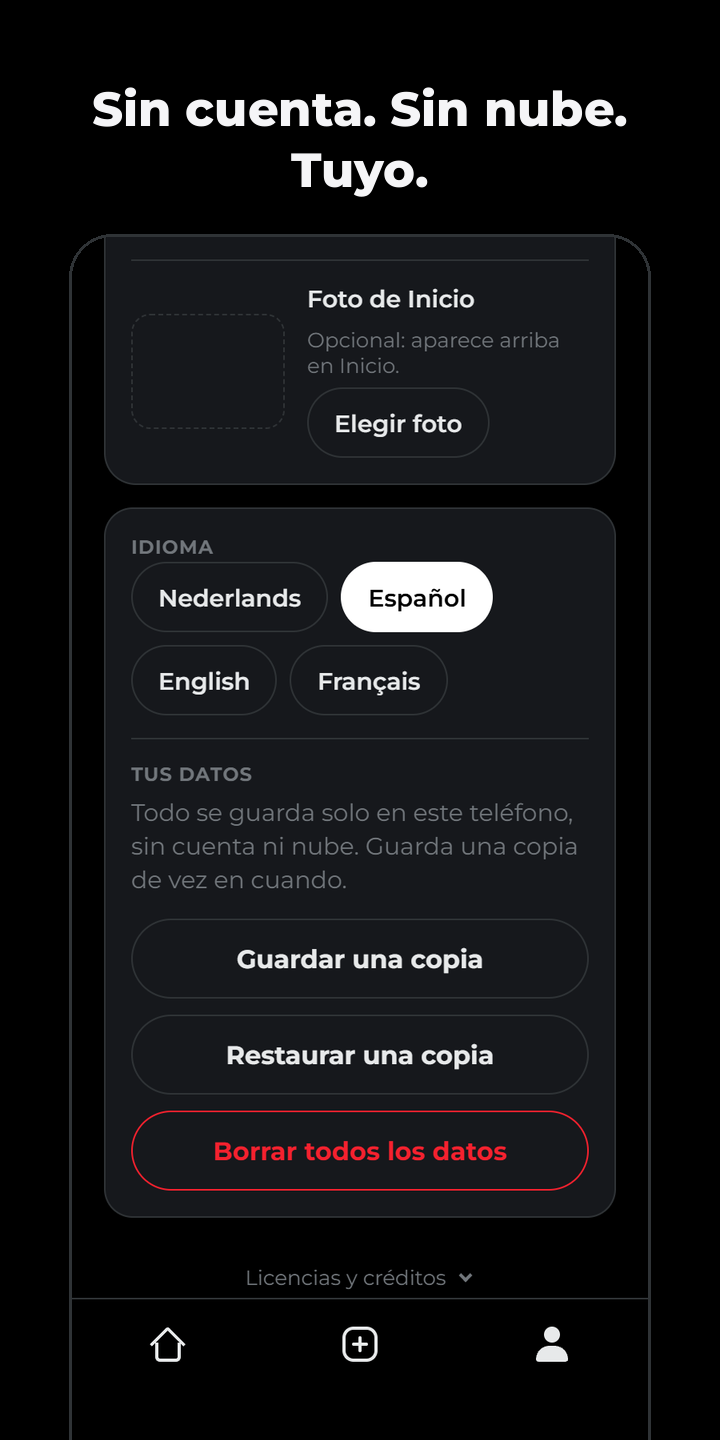 Sin cuenta. Sin nube.
Tuyo.
Foto de Inicio
Opcional: aparece arriba
en Inicio.
Elegir foto
IDIOMA
Nederlands
Español
English
Français
TUS DATOS
Todo se guarda solo en este teléfono,
sin cuenta ni nube. Guarda una copia
de vez en cuando.
Guardar una copia
Restaurar una copia
Borrar todos los datos
Licencias y créditos